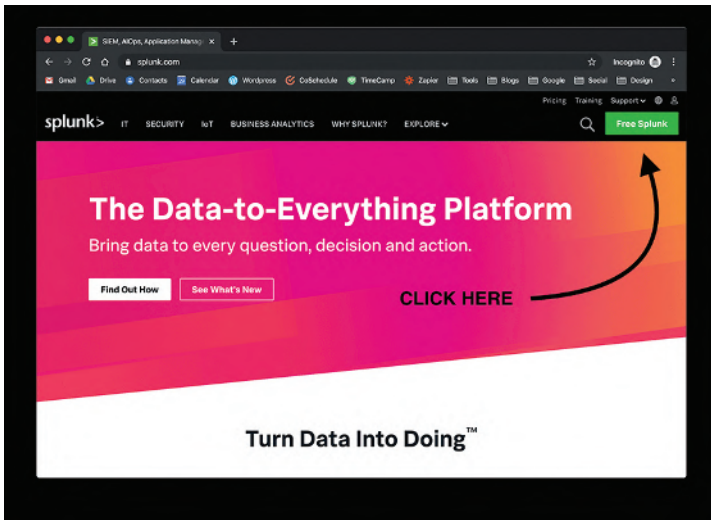 SIEM, AIOps, Application Manag
splunk.com
Incognito
Gmail Drive Contacts Calendar Wordpress CoSchedule TimeCamp Zapier Tools Blogs Google Social Design »
Pricing Training Support
splunk> IT SECURITY IoT BUSINESS ANALYTICS WHY SPLUNK? EXPLORE Free Splunk
The Data-to-Everything Platform
Bring data to every question, decision and action.
Find Out How See What's New
CLICK HERE
Turn Data Into Doing™